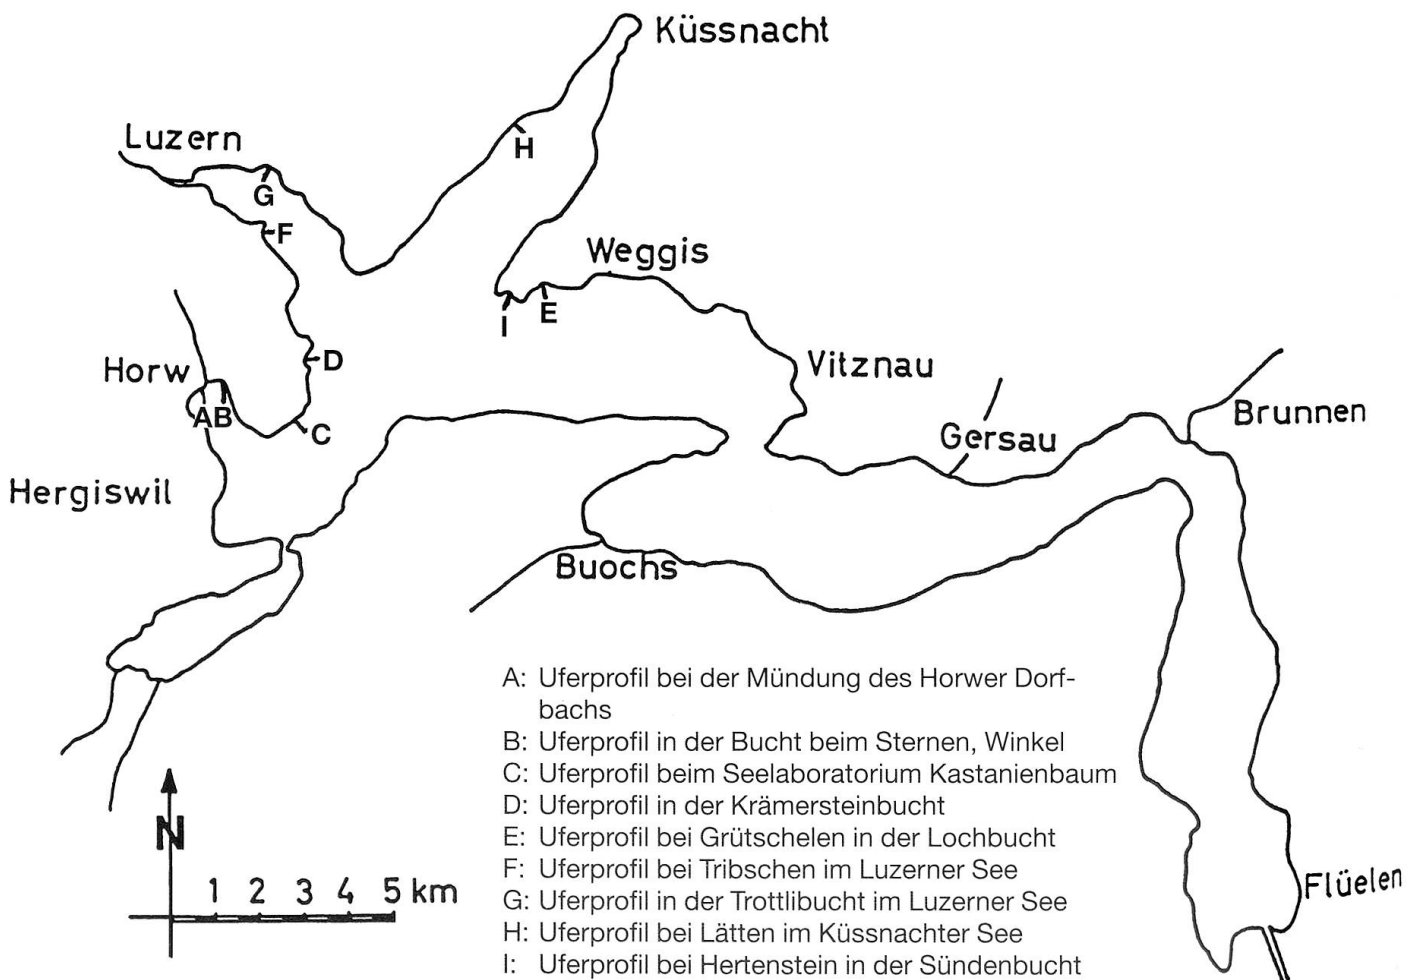 Küssnacht
Luzern
H
G
F
Weggis
I
E
Horw
D
Vitznau
AB
C
Gersau
Brunnen
Hergiswil
Buochs
A: Uferprofil bei der Mündung des Horwer Dorf-
bachs
B: Uferprofil in der Bucht beim Sternen, Winkel
C: Uferprofil beim Seelaboratorium Kastanienbaum
D: Uferprofil in der Krämersteinbucht
E: Uferprofil bei Grütschelen in der Lochbucht
F: Uferprofil bei Tribschen im Luzerner See
G: Uferprofil in der Trottlibucht im Luzerner See
H: Uferprofil bei Lätten im Küssnachter See
I: Uferprofil bei Hertenstein in der Sündenbucht
N
1 2 3 4 5 km
Flüelen